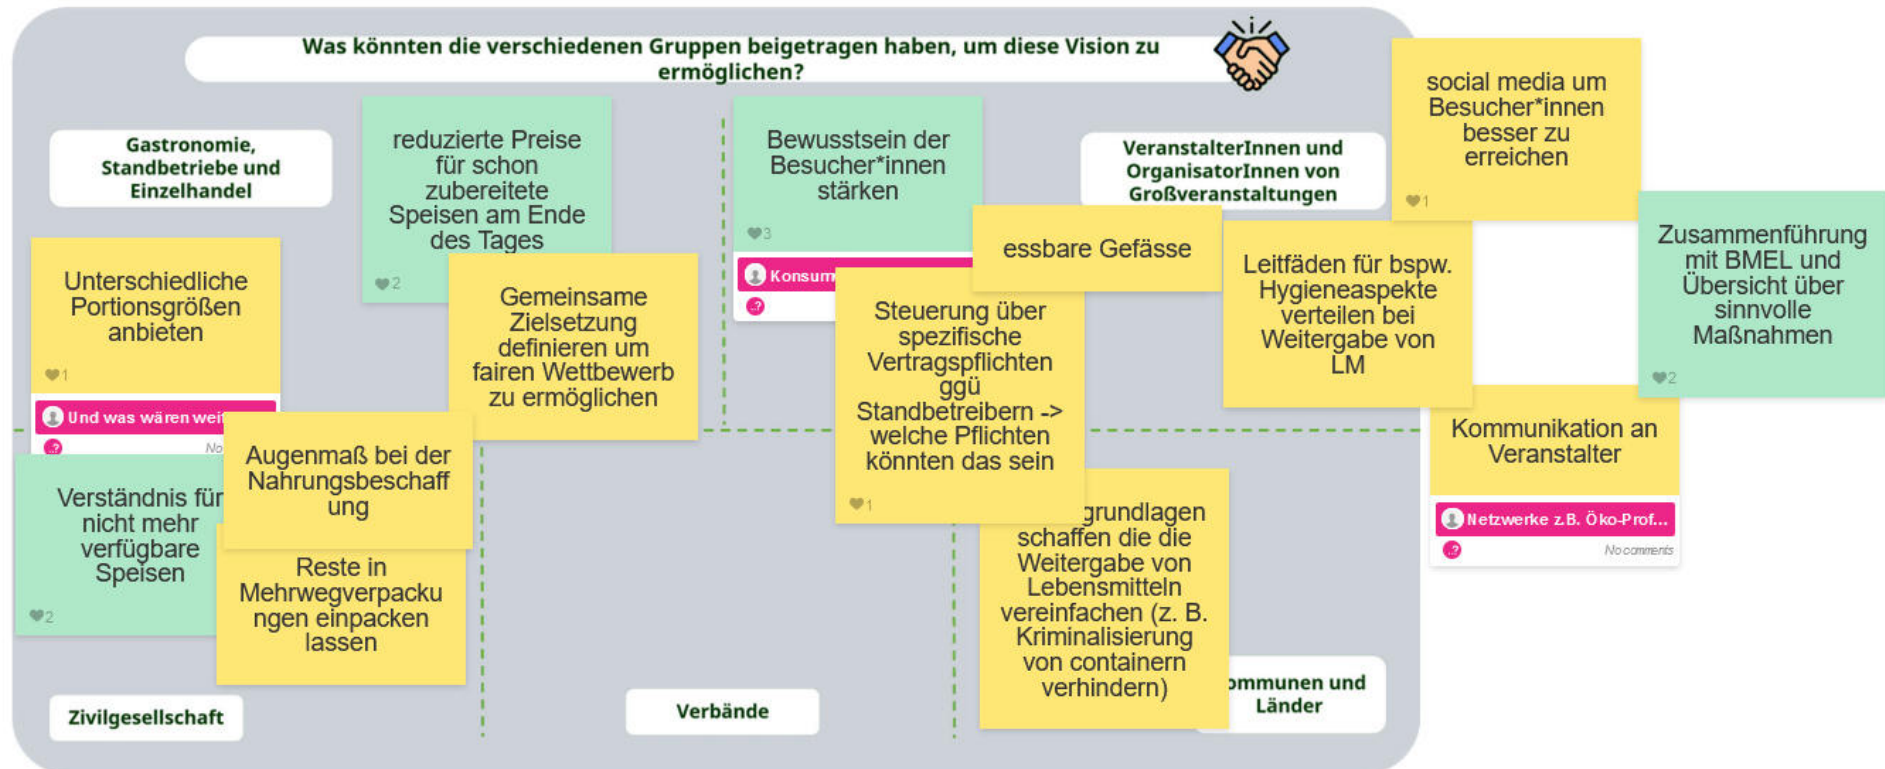 Was könnten die verschiedenen Gruppen beigetragen haben, um diese Vision zu
ermöglichen?
Gastronomie,
Standbetriebe und
Einzelhandel
reduzierte Preise
für schon
zubereitete
Speisen am Ende
des Tages
2
Bewusstsein der
Besucher*innen
stärken
3
VeranstalterInnen und
OrganisatorInnen von
Großveranstaltungen
social media um
Besucher*innen
besser zu
erreichen
1
Unterschiedliche
Portionsgrößen
anbieten
1
Und was wären weit
..?
No
Gemeinsame
Zielsetzung
definieren um
fairen Wettbewerb
zu ermöglichen
Konsum
..?
essbare Gefässe
Steuerung über
spezifische
Vertragspflichten
ggü
Standbetreibern ->
welche Pflichten
könnten das sein
1
Leitfäden für bspw.
Hygieneaspekte
verteilen bei
Weitergabe von
LM
Zusammenführung
mit BMEL und
Übersicht über
sinnvolle
Maßnahmen
2
Kommunikation an
Veranstalter
Netzwerke z.B. Öko-Prof...
..?
No comments
Augenmaß bei der
Nahrungsbeschaff
ung
Verständnis für
nicht mehr
verfügbare
Speisen
2
Reste in
Mehrwegverpacku
ngen einpacken
lassen
grundlagen
schaffen die die
Weitergabe von
Lebensmitteln
vereinfachen (z. B.
Kriminalisierung
von containern
verhindern)
Zivilgesellschaft
Verbände
ommunen und
Länder